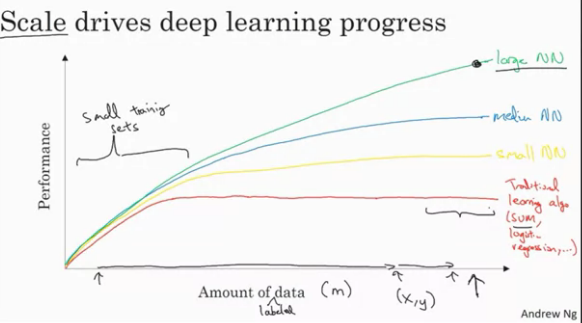 Scale drives deep learning progress
large NN
small training
sets
medium NN
small NN
Performance
Traditional
learning algo
(SVM,
logistic
regression,...)
Amount of data (m)
labeled
(x,y)
Andrew Ng